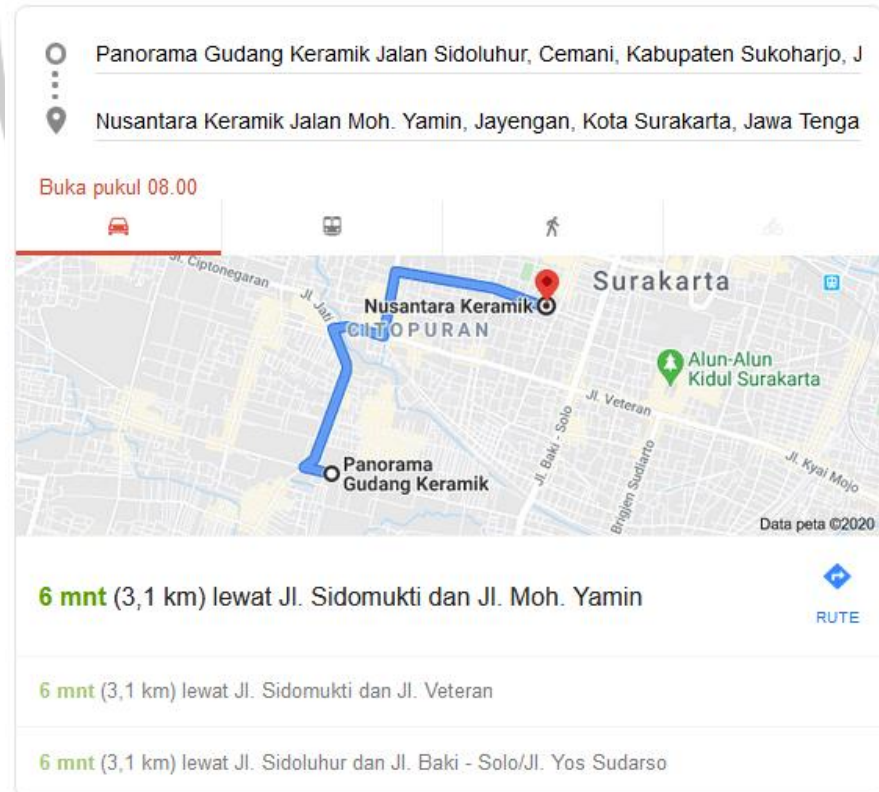 Panorama Gudang Keramik Jalan Sidoluhur, Cemani, Kabupaten Sukoharjo, J
Nusantara Keramik Jalan Moh. Yamin, Jayengan, Kota Surakarta, Jawa Tenga
Buka pukul 08.00
Jl. Ciptonegaran
Jl. Jati
Surakarta
Nusantara Keramik
CITOPURAN
Alun-Alun
Kidul Surakarta
Jl. Veteran
Jl. Baki - Solo
Brigjen Sudiarto
Jl. Kyai Mojo
Panorama
Gudang Keramik
Data peta ©2020
6 mnt (3,1 km) lewat Jl. Sidomukti dan Jl. Moh. Yamin
RUTE
6 mnt (3,1 km) lewat Jl. Sidomukti dan Jl. Veteran
6 mnt (3,1 km) lewat Jl. Sidoluhur dan Jl. Baki - Solo/Jl. Yos Sudarso